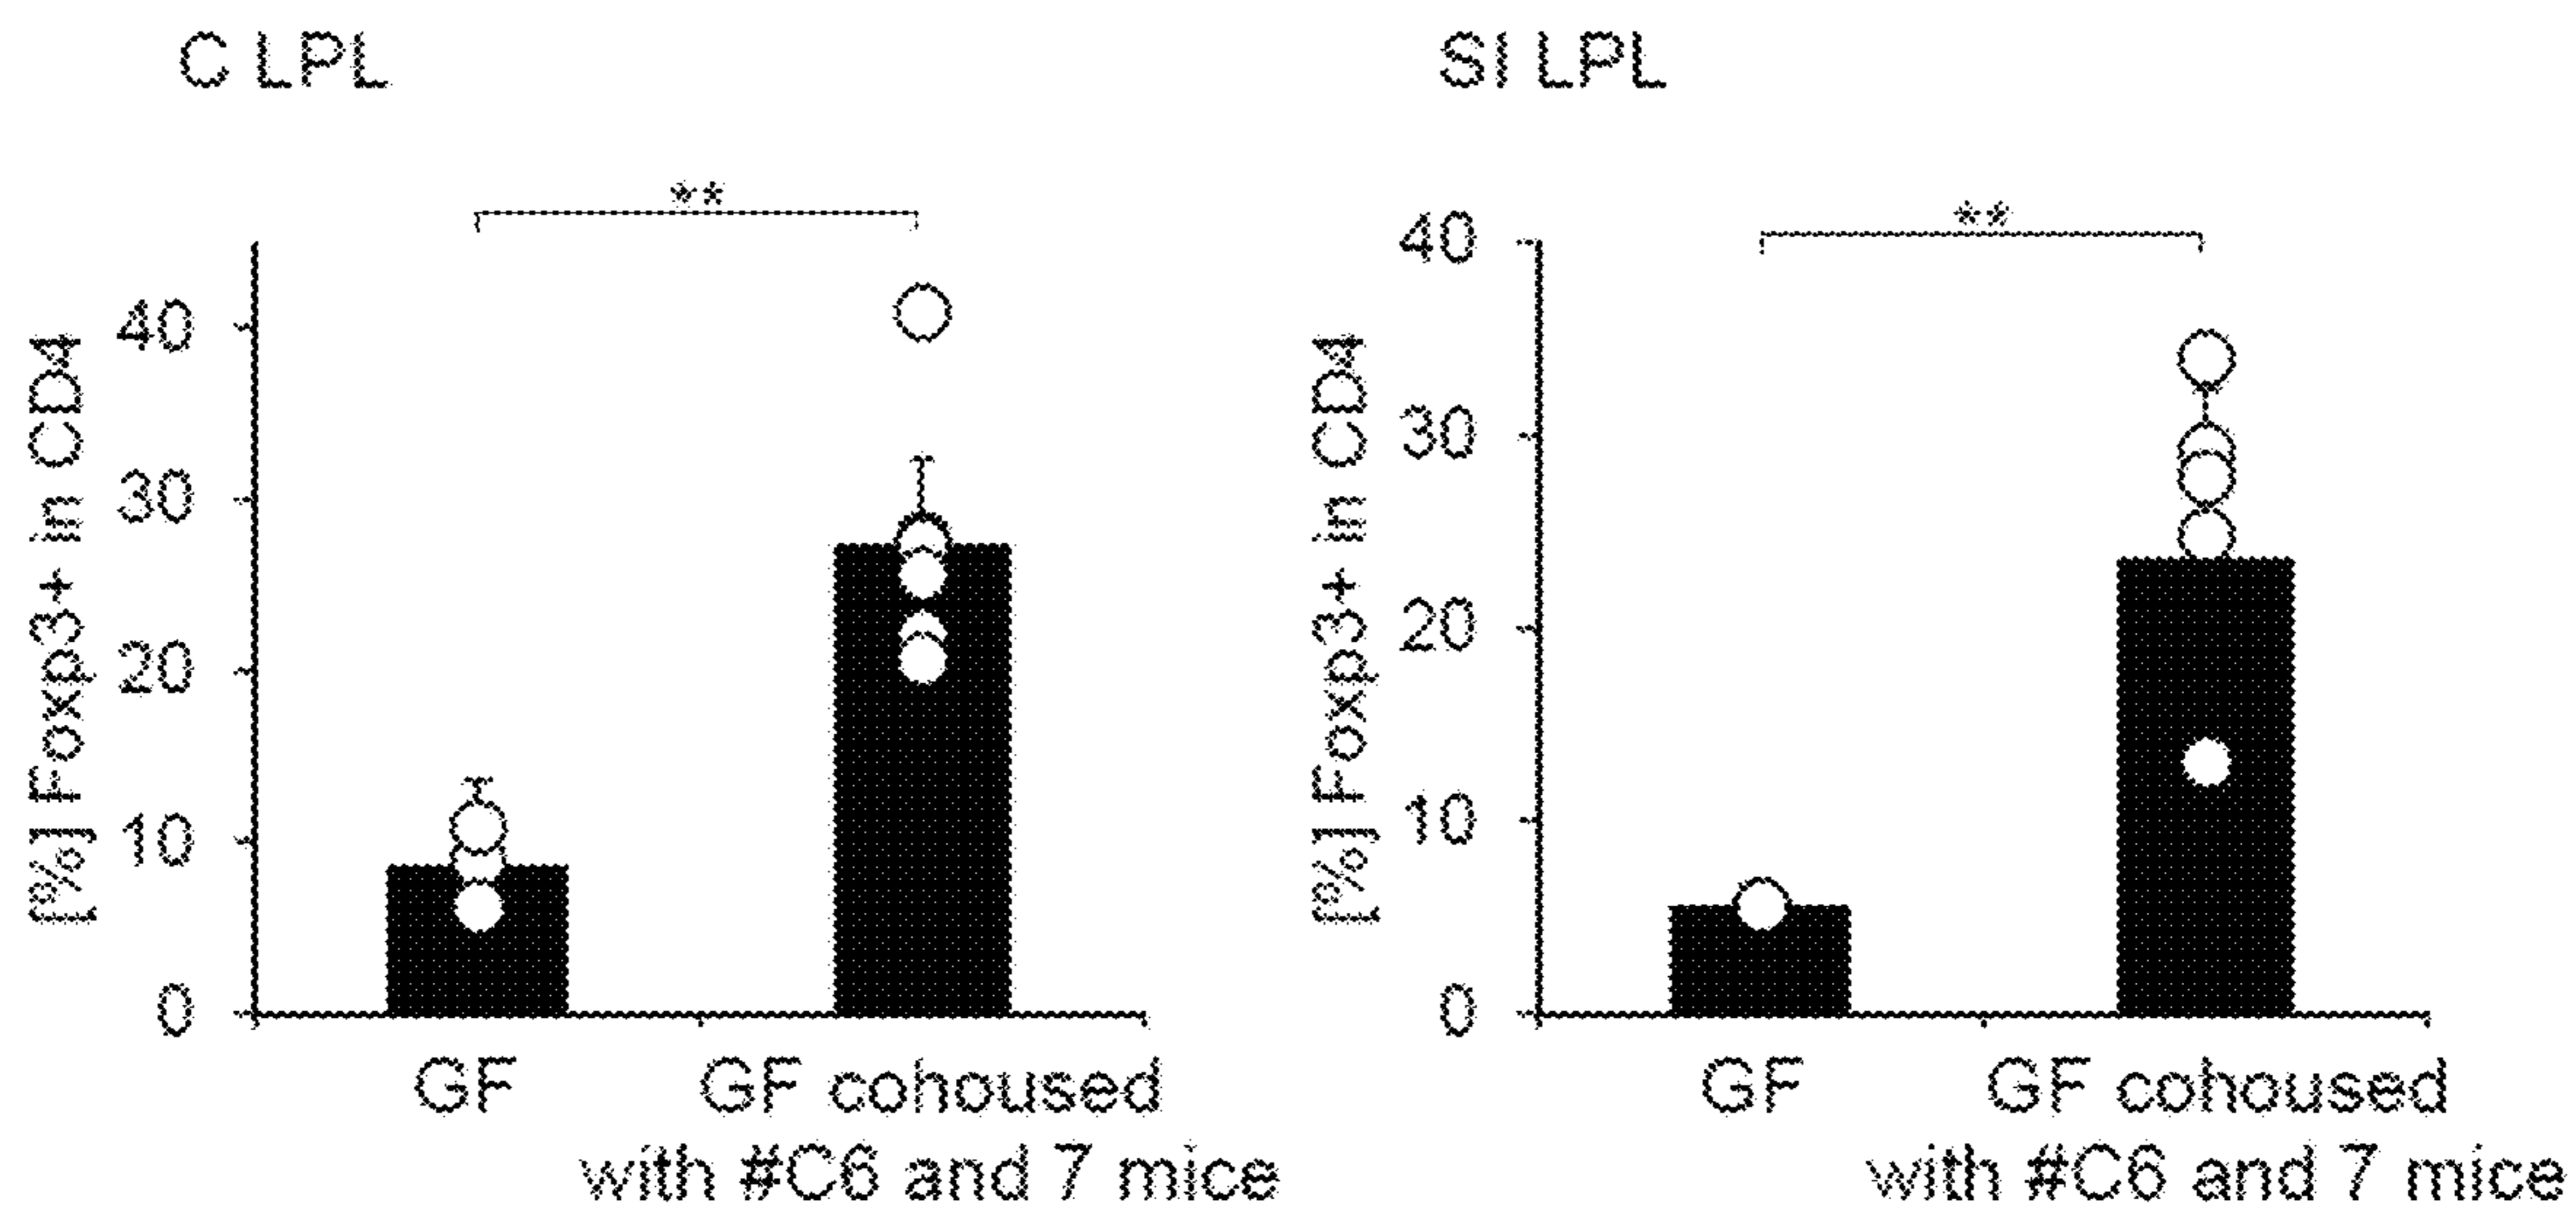 C LPL
**
[%] Foxp3+ in CD4
40
30
20
10
0
GF
GF cohoused
with #C6 and 7 mice
SI LPL
**
[%] Foxp3+ in CD4
40
30
20
10
0
GF
GF cohoused
with #C6 and 7 mice